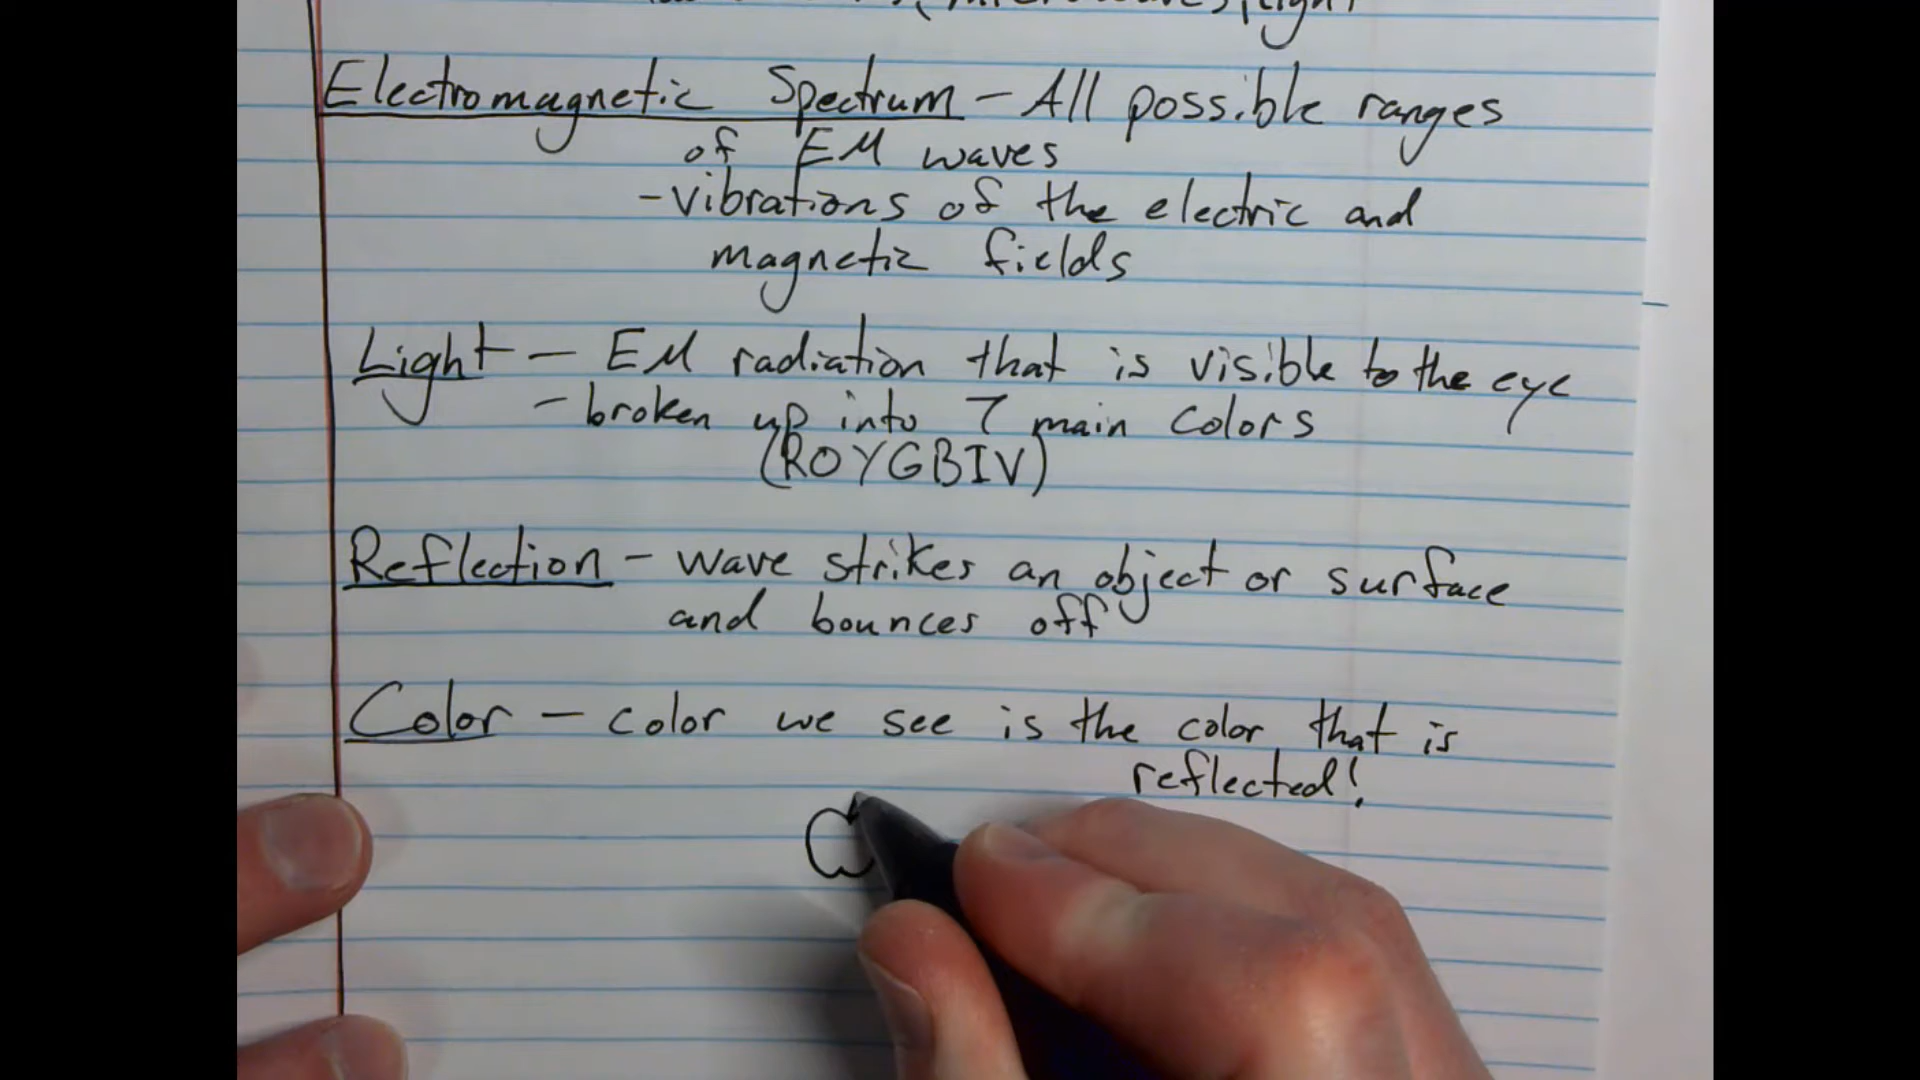 microwaves, light
Electromagnetic Spectrum - All possible ranges
of EM waves
- vibrations of the electric and
magnetic fields
Light - EM radiation that is visible to the eye
- broken up into 7 main colors
(ROYGBIV)
Reflection - wave strikes an object or surface
and bounces off
Color - color we see is the color that is
reflected!